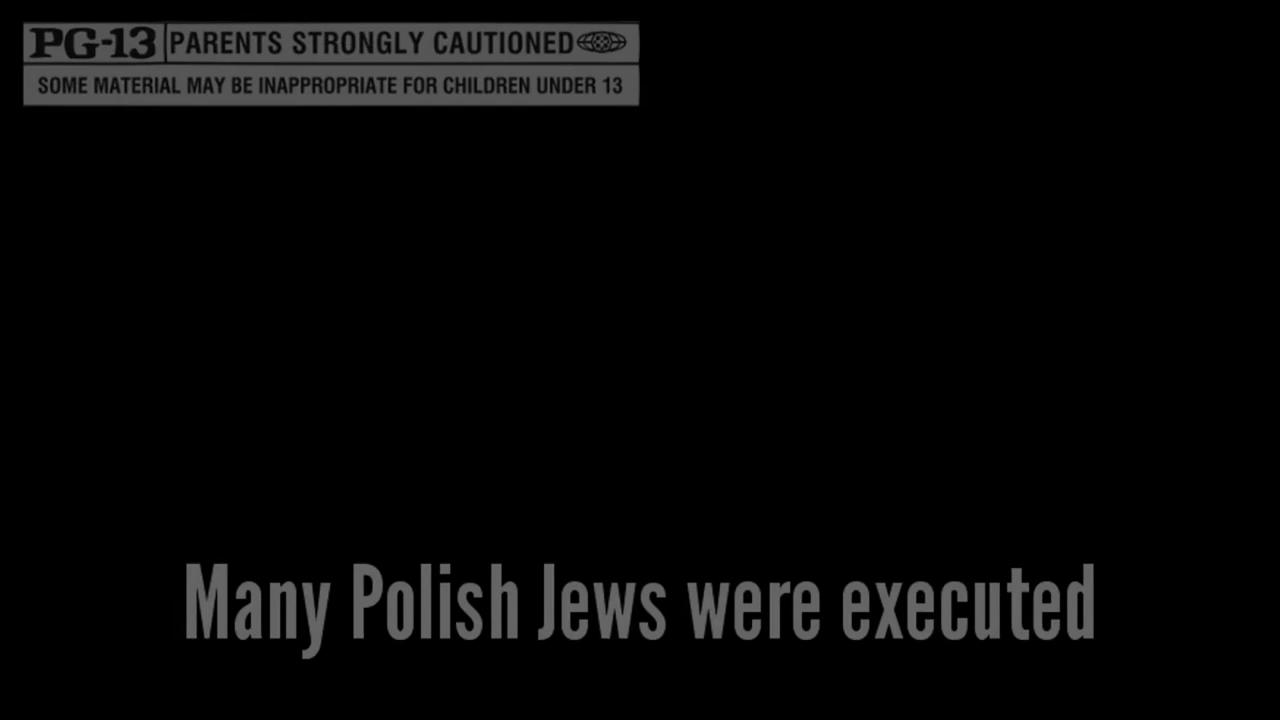 PG-13 PARENTS STRONGLY CAUTIONED
SOME MATERIAL MAY BE INAPPROPRIATE FOR CHILDREN UNDER 13
Many Polish Jews were executed